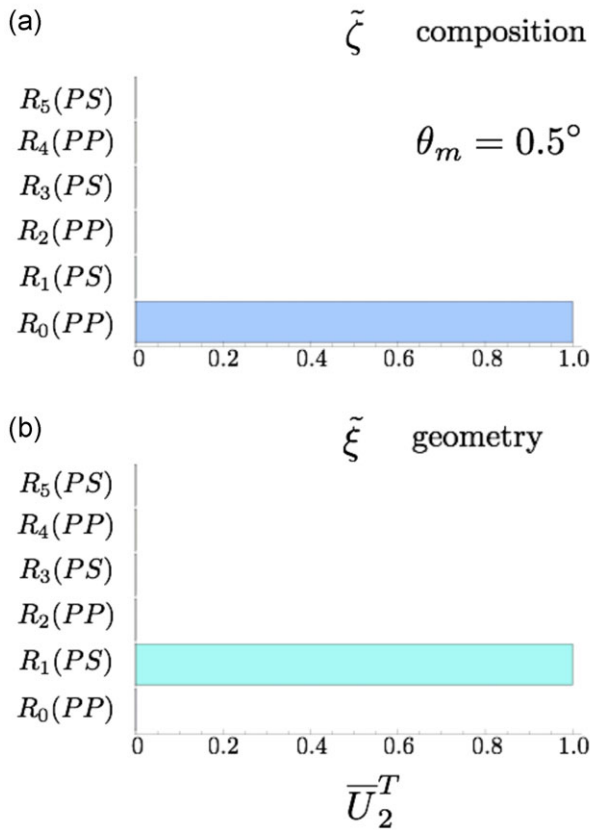 (a)
ζ̃ composition
R₅(PS)
R₄(PP)
θₘ = 0.5°
R₃(PS)
R₂(PP)
R₁(PS)
R₀(PP)
0 0.2 0.4 0.6 0.8 1.0
(b)
ξ̃ geometry
R₅(PS)
R₄(PP)
R₃(PS)
R₂(PP)
R₁(PS)
R₀(PP)
0 0.2 0.4 0.6 0.8 1.0
U̅₂ᵀ